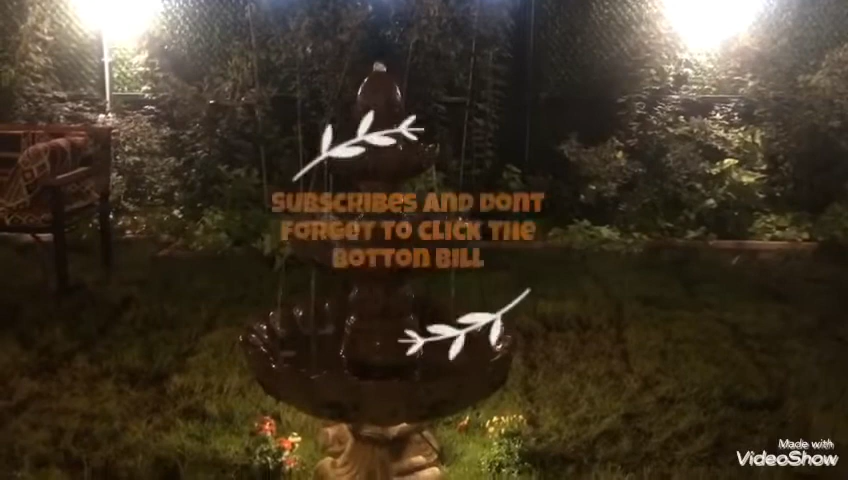 SUBSCRIBES AND DONT
FORGET TO CLICK THE
BOTTON BILL
Made with
VideoShow